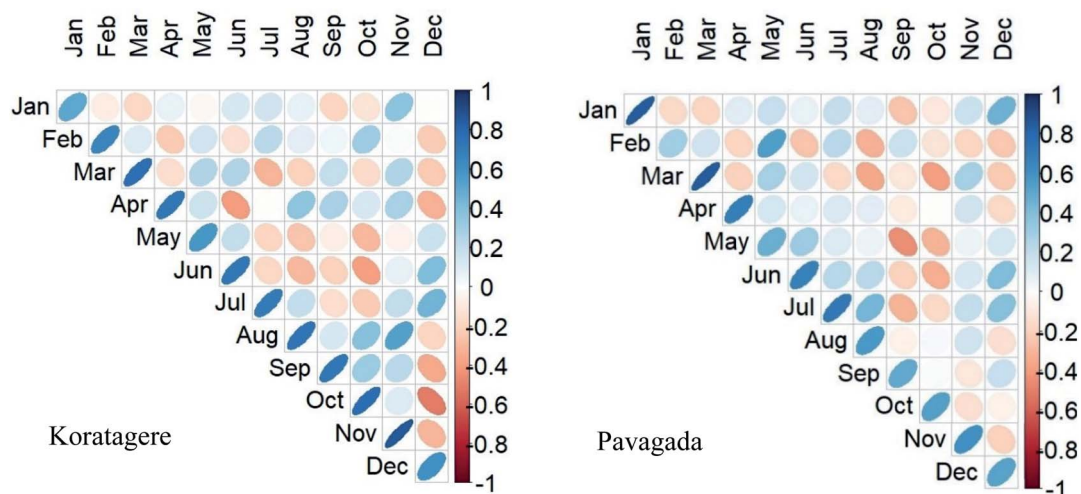 Jan Feb Mar Apr May Jun Jul Aug Sep Oct Nov Dec
Jan
Feb
Mar
Apr
May
Jun
Jul
Aug
Sep
Oct
Nov
Dec
1
0.8
0.6
0.4
0.2
0
-0.2
-0.4
-0.6
-0.8
-1
Koratagere
Jan Feb Mar Apr May Jun Jul Aug Sep Oct Nov Dec
Jan
Feb
Mar
Apr
May
Jun
Jul
Aug
Sep
Oct
Nov
Dec
1
0.8
0.6
0.4
0.2
0
-0.2
-0.4
-0.6
-0.8
-1
Pavagada